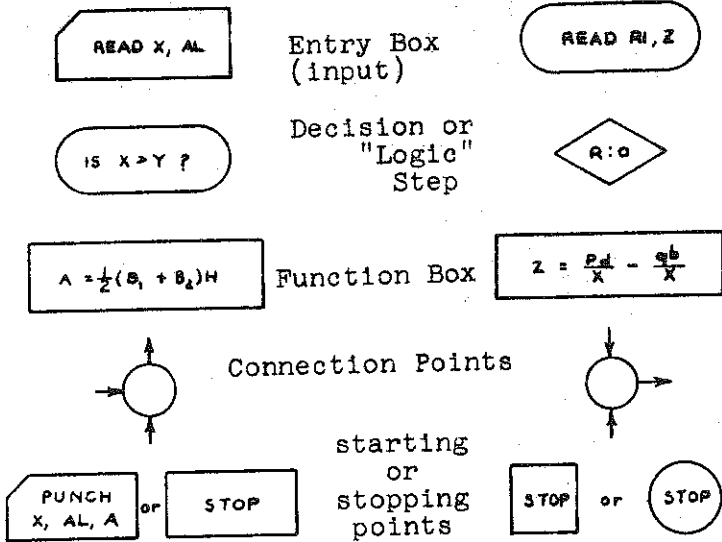 READ X, AL
Entry Box
(input)
READ R1, Z
IS X > Y ?
Decision or
"Logic"
Step
R:0
A = ½(B₁ + B₂)H
Function Box
Z = Pd/X - qb/X
Connection Points
PUNCH
X, AL, A
or
STOP
starting
or
stopping
points
STOP
or
STOP